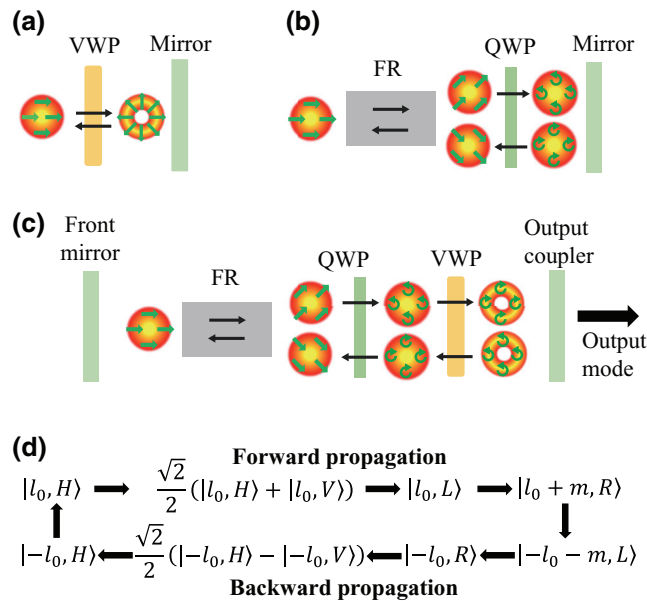 (a)
VWP
Mirror
(b)
FR
QWP
Mirror
(c)
Front
mirror
FR
QWP
VWP
Output
coupler
Output
mode
(d)
Forward propagation
|l₀, H⟩ → √2/2 (|l₀, H⟩ + |l₀, V⟩) → |l₀, L⟩ → |l₀ + m, R⟩
|−l₀, H⟩ ← √2/2 (|−l₀, H⟩ − |−l₀, V⟩) ← |−l₀, R⟩ ← |−l₀ − m, L⟩
Backward propagation